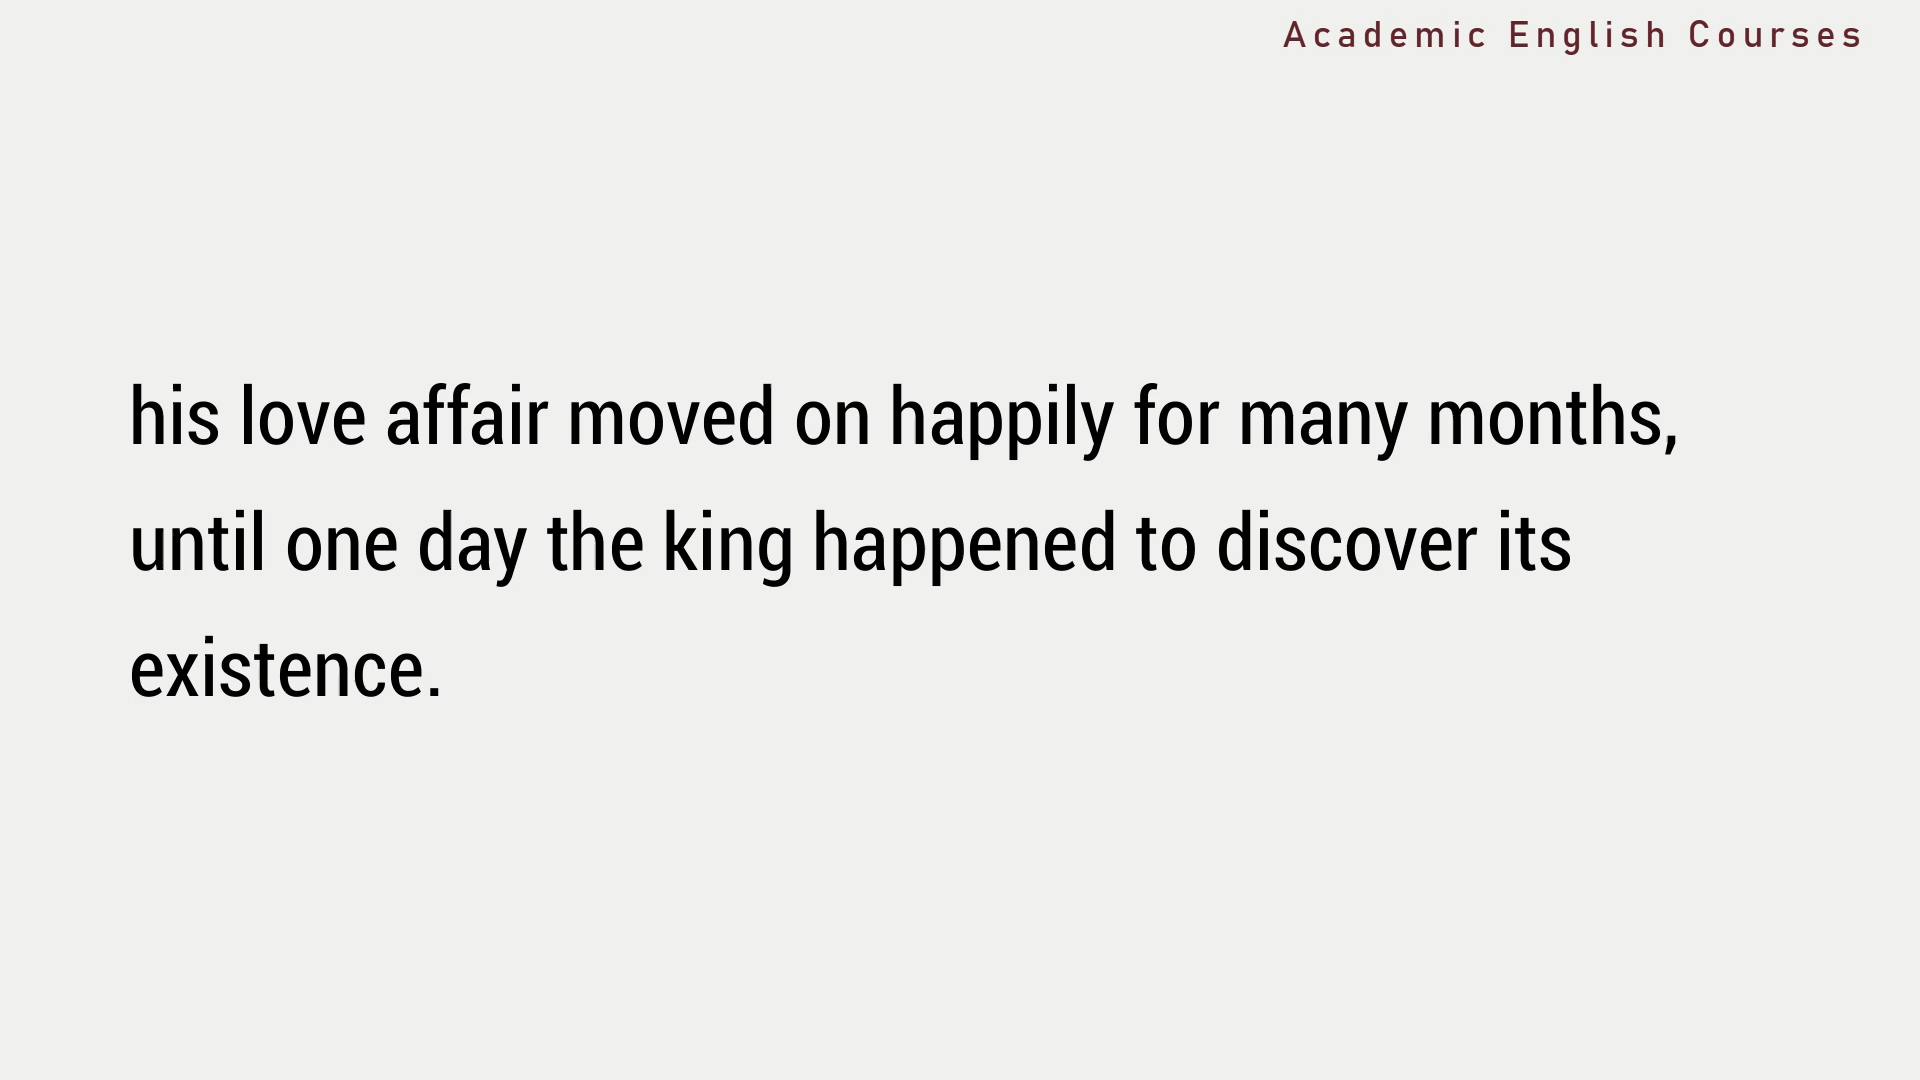 Academic English Courses
his love affair moved on happily for many months,
until one day the king happened to discover its
existence.